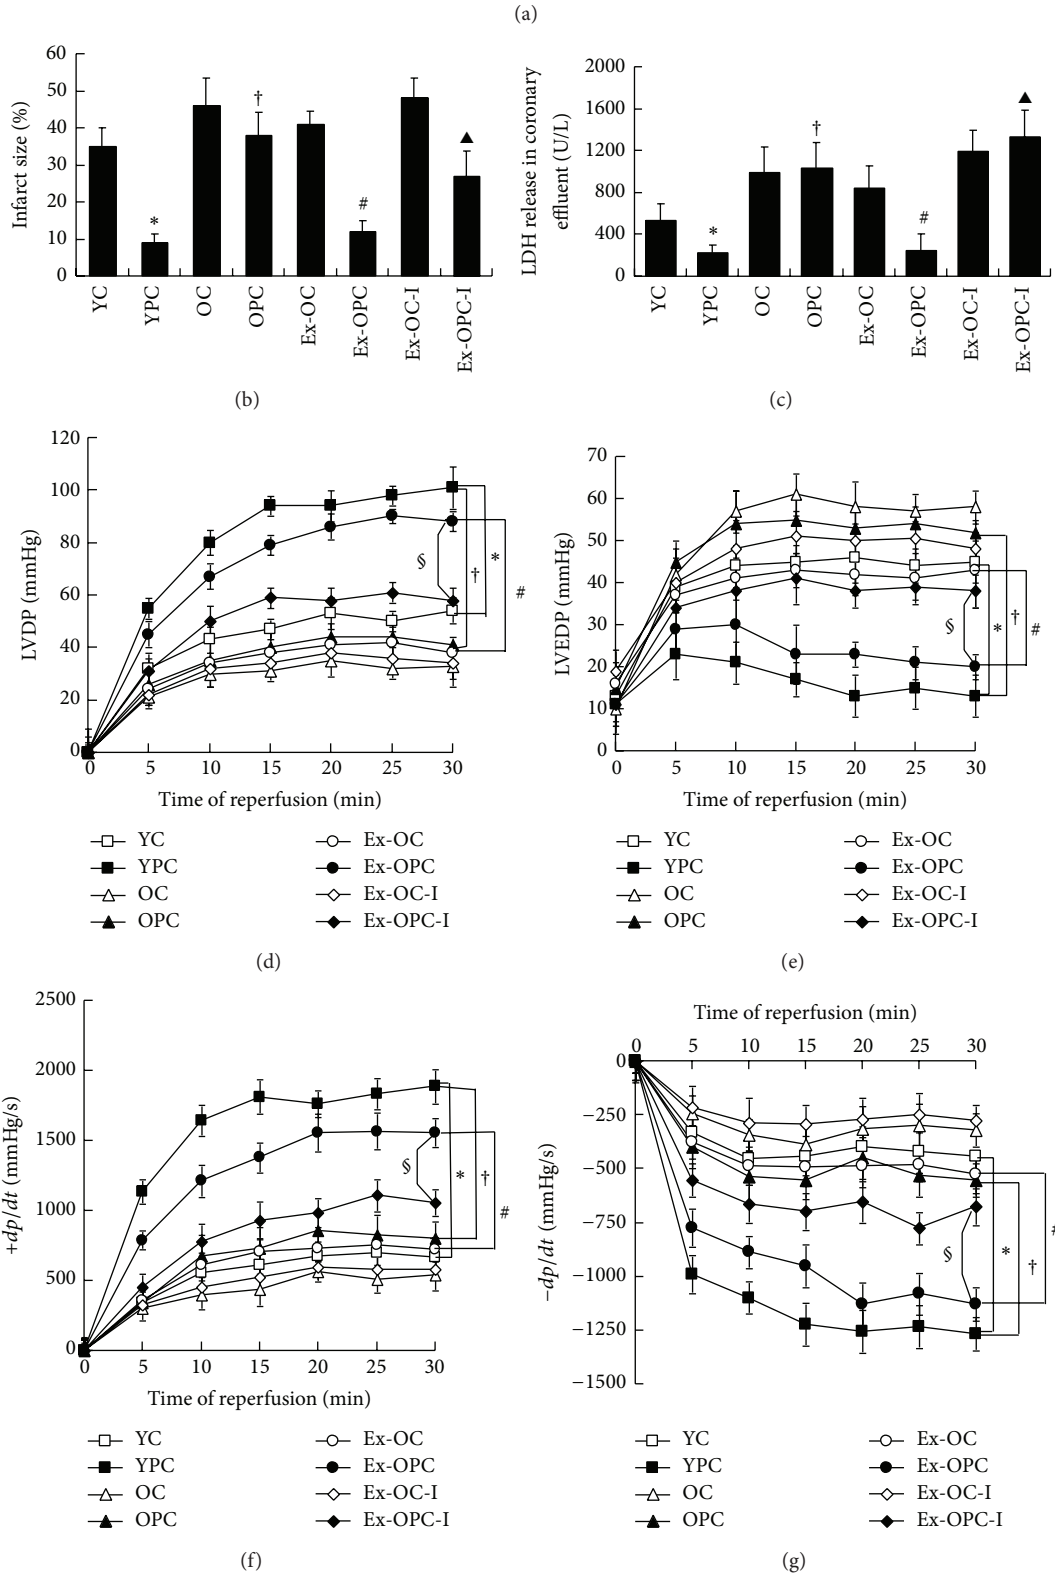 (a)
Infarct size (%)
60
50
40
30
20
10
0
*
†
#
▲
YC
YPC
OC
OPC
Ex-OC
Ex-OPC
Ex-OC-I
Ex-OPC-I
(b)
LDH release in coronary
effluent (U/L)
2000
1600
1200
800
400
0
*
†
#
▲
YC
YPC
OC
OPC
Ex-OC
Ex-OPC
Ex-OC-I
Ex-OPC-I
(c)
LVDP (mmHg)
120
100
80
60
40
20
0
§
†
*
#
0 5 10 15 20 25 30
Time of reperfusion (min)
YC Ex-OC
YPC Ex-OPC
OC Ex-OC-I
OPC Ex-OPC-I
(d)
LVEDP (mmHg)
70
60
50
40
30
20
10
0
§
*
†
#
0 5 10 15 20 25 30
Time of reperfusion (min)
YC Ex-OC
YPC Ex-OPC
OC Ex-OC-I
OPC Ex-OPC-I
(e)
+dp/dt (mmHg/s)
2500
2000
1500
1000
500
0
§
*
†
#
0 5 10 15 20 25 30
Time of reperfusion (min)
YC Ex-OC
YPC Ex-OPC
OC Ex-OC-I
OPC Ex-OPC-I
(f)
Time of reperfusion (min)
0 5 10 15 20 25 30
−dp/dt (mmHg/s)
0
−250
−500
−750
−1000
−1250
−1500
§
*
†
#
YC Ex-OC
YPC Ex-OPC
OC Ex-OC-I
OPC Ex-OPC-I
(g)